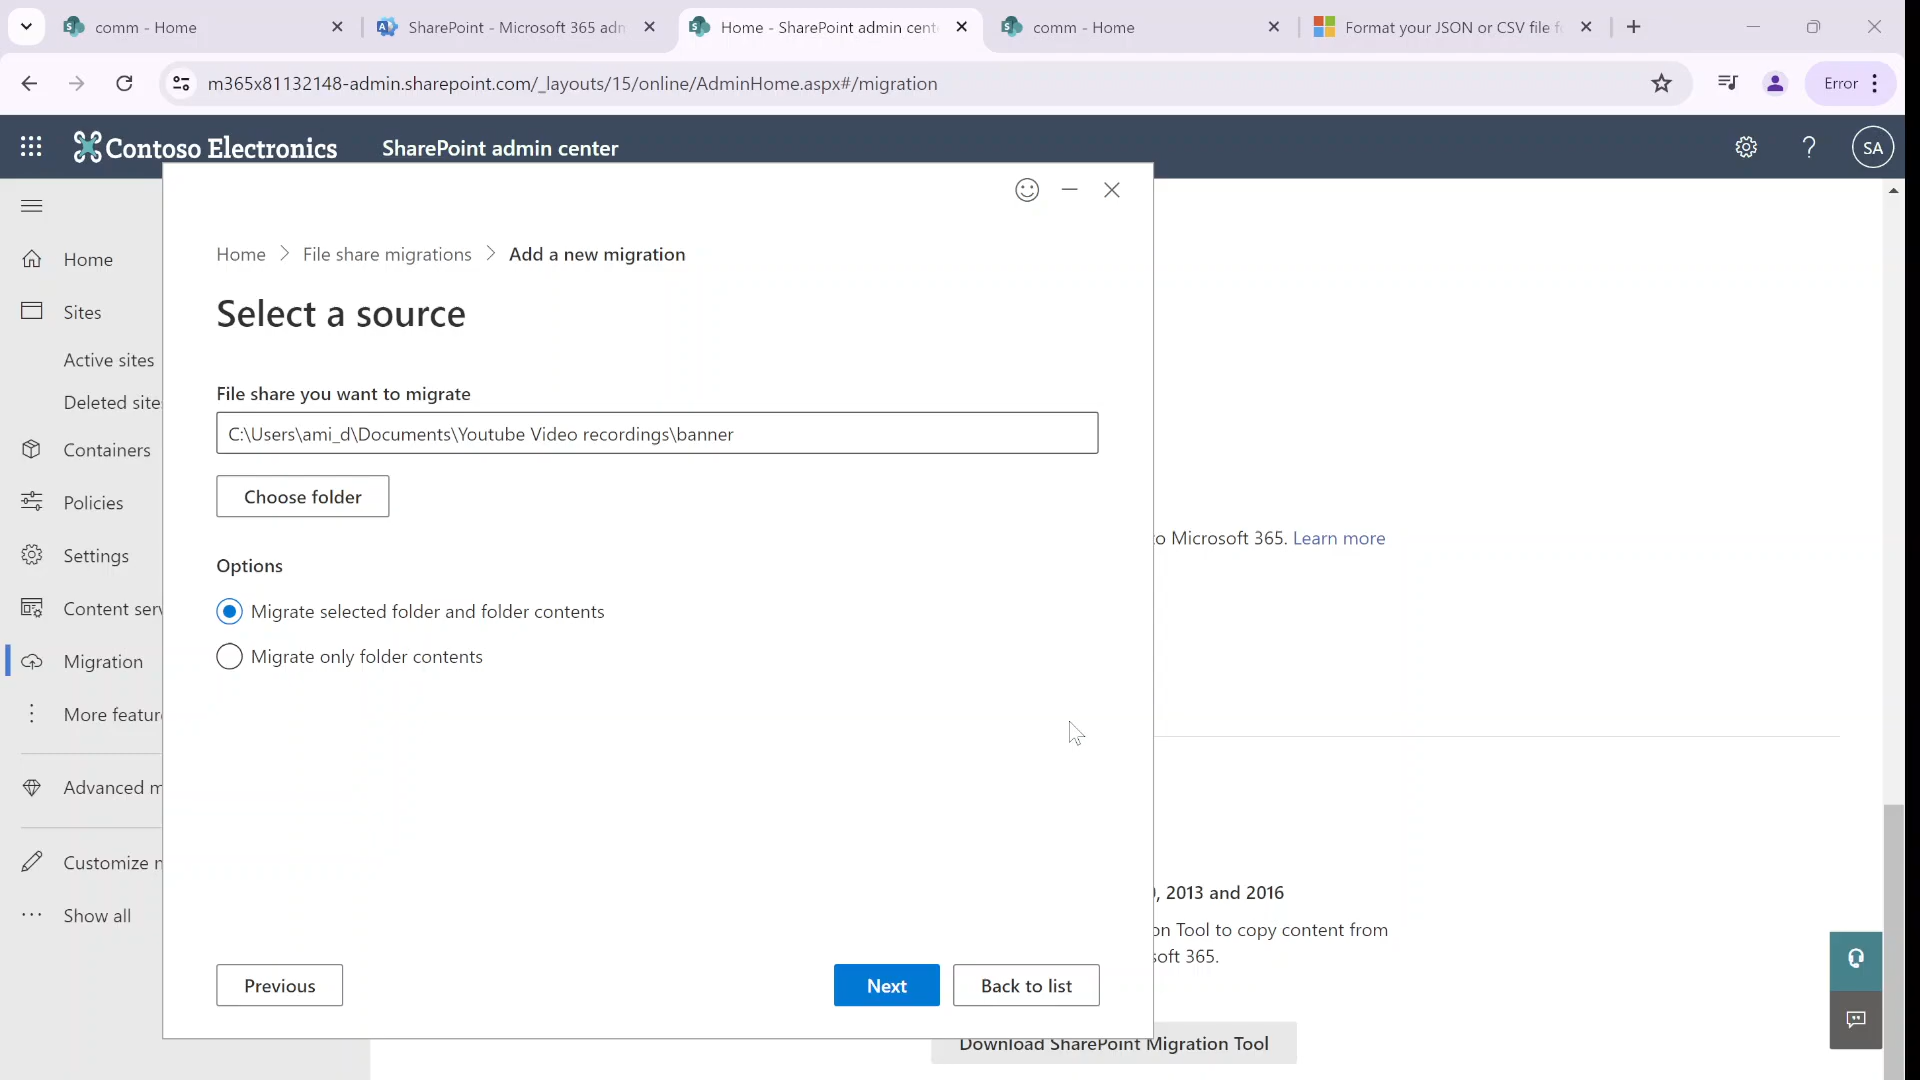 comm - Home
SharePoint - Microsoft 365 adn
Home - SharePoint admin cent
comm - Home
Format your JSON or CSV file f
m365x81132148-admin.sharepoint.com/_layouts/15/online/AdminHome.aspx#/migration
Error
Contoso Electronics
SharePoint admin center
SA
Home
Sites
Active sites
Deleted sites
Containers
Policies
Settings
Content serv
Migration
More featur
Advanced m
Customize n
Show all
Home > File share migrations > Add a new migration
Select a source
File share you want to migrate
C:\Users\ami_d\Documents\Youtube Video recordings\banner
Choose folder
Options
Migrate selected folder and folder contents
Migrate only folder contents
Previous
Next
Back to list
to Microsoft 365. Learn more
, 2013 and 2016
on Tool to copy content from
soft 365.
Download SharePoint Migration Tool